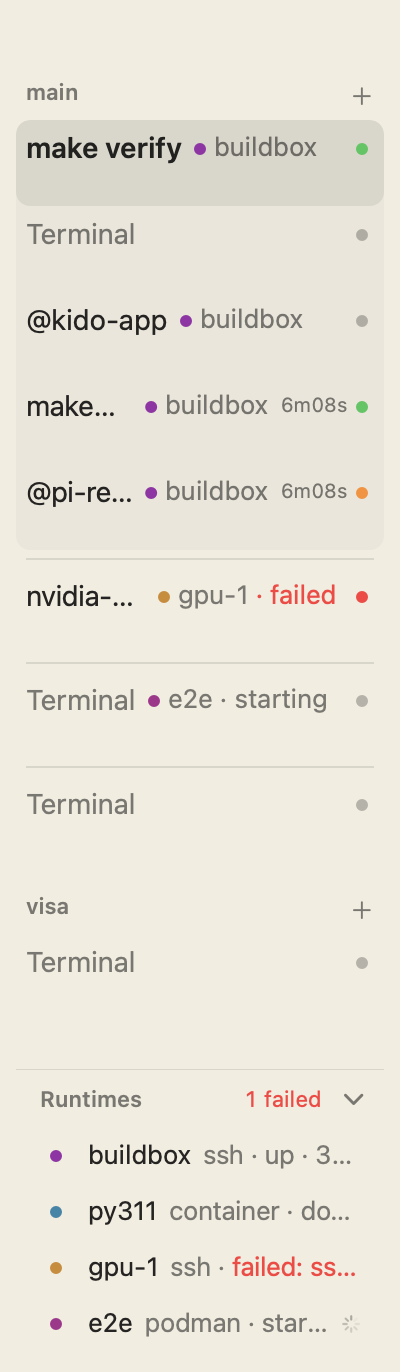 main
make verify buildbox
Terminal
@kido-app buildbox
make... buildbox 6m08s
@pi-re... buildbox 6m08s
nvidia-... gpu-1 · failed
Terminal e2e · starting
Terminal
visa
Terminal
Runtimes 1 failed
buildbox ssh · up · 3...
py311 container · do...
gpu-1 ssh · failed: ss...
e2e podman · star...